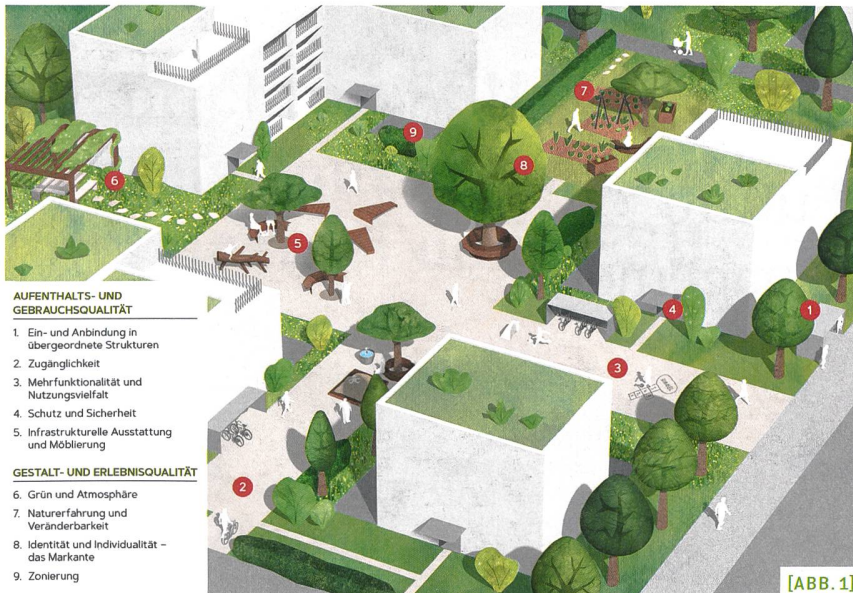 AUFENTHALTS- UND
GEBRAUCHSQUALITÄT
1. Ein- und Anbindung in
übergeordnete Strukturen
2. Zugänglichkeit
3. Mehrfunktionalität und
Nutzungsvielfalt
4. Schutz und Sicherheit
5. Infrastrukturelle Ausstattung
und Möblierung
GESTALT- UND ERLEBNISQUALITÄT
6. Grün und Atmosphäre
7. Naturerfahrung und
Veränderbarkeit
8. Identität und Individualität –
das Markante
9. Zonierung
7
9
8
6
5
4
1
3
2
[ABB. 1]